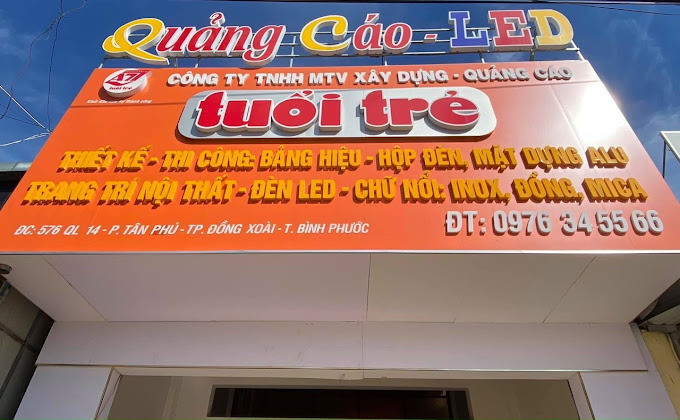 Quảng Cáo - LED
CÔNG TY TNHH MTV XÂY DỰNG - QUẢNG CÁO
tuổi trẻ
tuổi trẻ
THIẾT KẾ - THI CÔNG: BẢNG HIỆU - HỘP ĐÈN, MẶT DỰNG ALU
TRANG TRÍ NỘI THẤT - ĐÈN LED - CHỮ NỔI: INOX, ĐỒNG, MICA
ĐC: 576 QL 14 - P. TÂN PHÚ - TP. ĐỒNG XOÀI - T. BÌNH PHƯỚC
ĐT: 0976 34 55 66